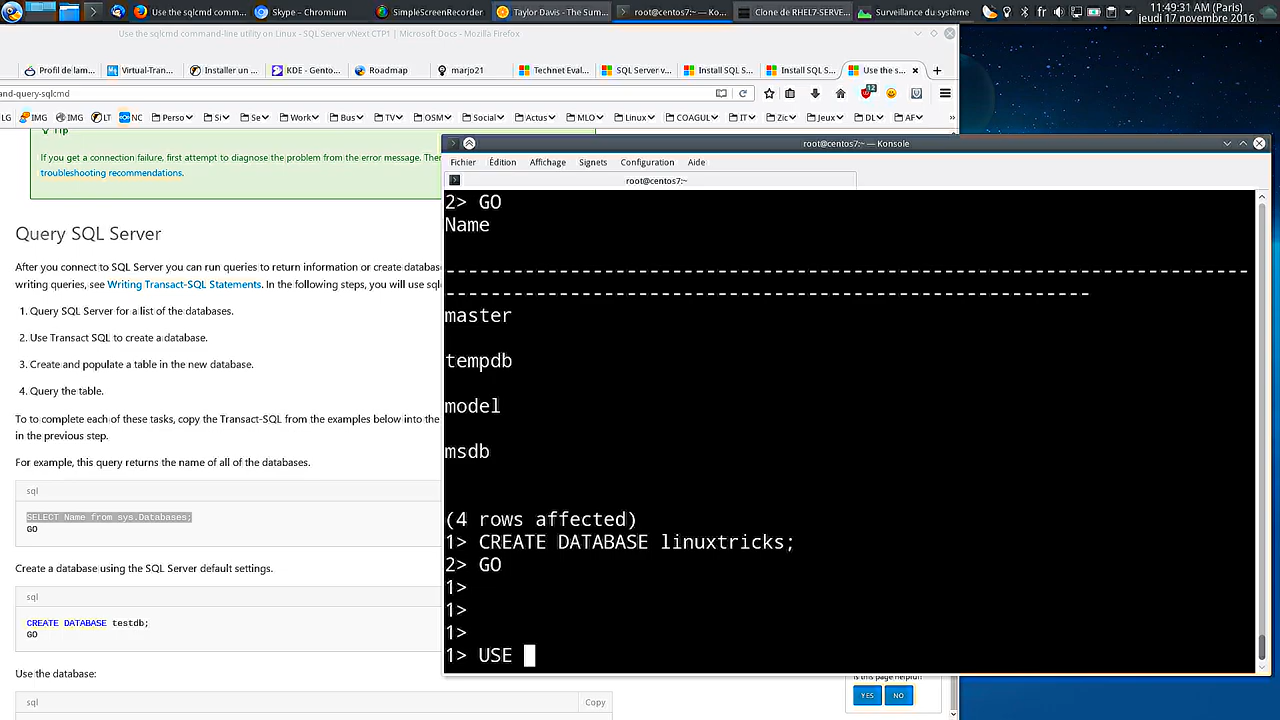 Use the sqlcmd comm...
Skype – Chromium
SimpleScreenRecorder
Taylor Davis - The Sum...
root@centos7:~ — Ko...
Clone de RHEL7-SERVE...
Surveillance du système
fr
11:49:31 AM (Paris)
jeudi 17 novembre 2016
Use the sqlcmd command-line utility on Linux - SQL Server vNext CTP1 | Microsoft Docs - Mozilla Firefox
Profil de lam...
Virtual.Tran...
Installer un ...
KDE - Gento...
Roadmap
marjo21
Technet Eval...
SQL Server v...
Install SQL S...
Install SQL S...
Use the s...
and-query-sqlcmd
12
LG
IMG
IMG
LT
NC
Perso
Si
Se
Work
Bus
TV
OSM
Social
Actus
MLO
Linux
COAGUL
IT
Zic
Jeux
DL
AF
Tip
If you get a connection failure, first attempt to diagnose the problem from the error message. Ther
troubleshooting recommendations.
Query SQL Server
After you connect to SQL Server you can run queries to return information or create databas
writing queries, see Writing Transact-SQL Statements. In the following steps, you will use sql
1. Query SQL Server for a list of the databases.
2. Use Transact SQL to create a database.
3. Create and populate a table in the new database.
4. Query the table.
To to complete each of these tasks, copy the Transact-SQL from the examples below into the
in the previous step.
For example, this query returns the name of all of the databases.
sql
SELECT Name from sys.Databases;
GO
Create a database using the SQL Server default settings.
sql
CREATE DATABASE testdb;
GO
Use the database:
sql
Copy
Is this page helpful?
YES
NO
root@centos7:~ — Konsole
Fichier
Édition
Affichage
Signets
Configuration
Aide
root@centos7:~
2> GO
Name
--------------------------------------------------------------------------------
---------------------------------------------------------
master
tempdb
model
msdb
(4 rows affected)
1> CREATE DATABASE linuxtricks;
2> GO
1>
1>
1>
1> USE